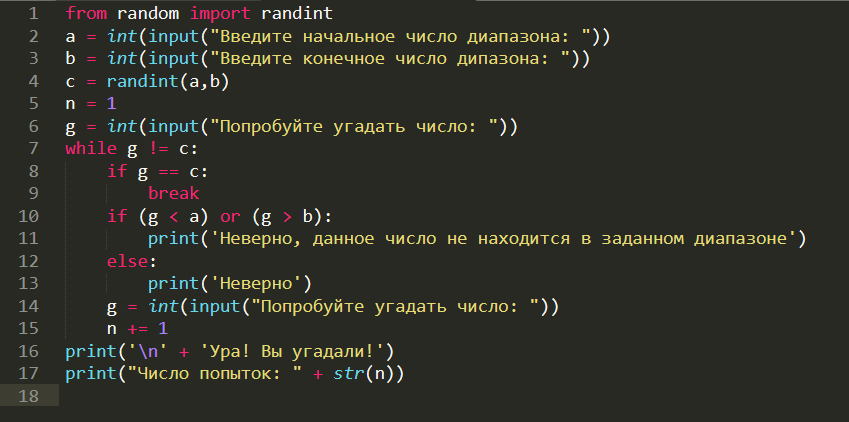 1 from random import randint
2 a = int(input("Введите начальное число диапазона: "))
3 b = int(input("Введите конечное число дипазона: "))
4 c = randint(a,b)
5 n = 1
6 g = int(input("Попробуйте угадать число: "))
7 while g != c:
8     if g == c:
9         break
10     if (g < a) or (g > b):
11         print('Неверно, данное число не находится в заданном диапазоне')
12     else:
13         print('Неверно')
14     g = int(input("Попробуйте угадать число: "))
15     n += 1
16 print('\n' + 'Ура! Вы угадали!')
17 print("Число попыток: " + str(n))
18